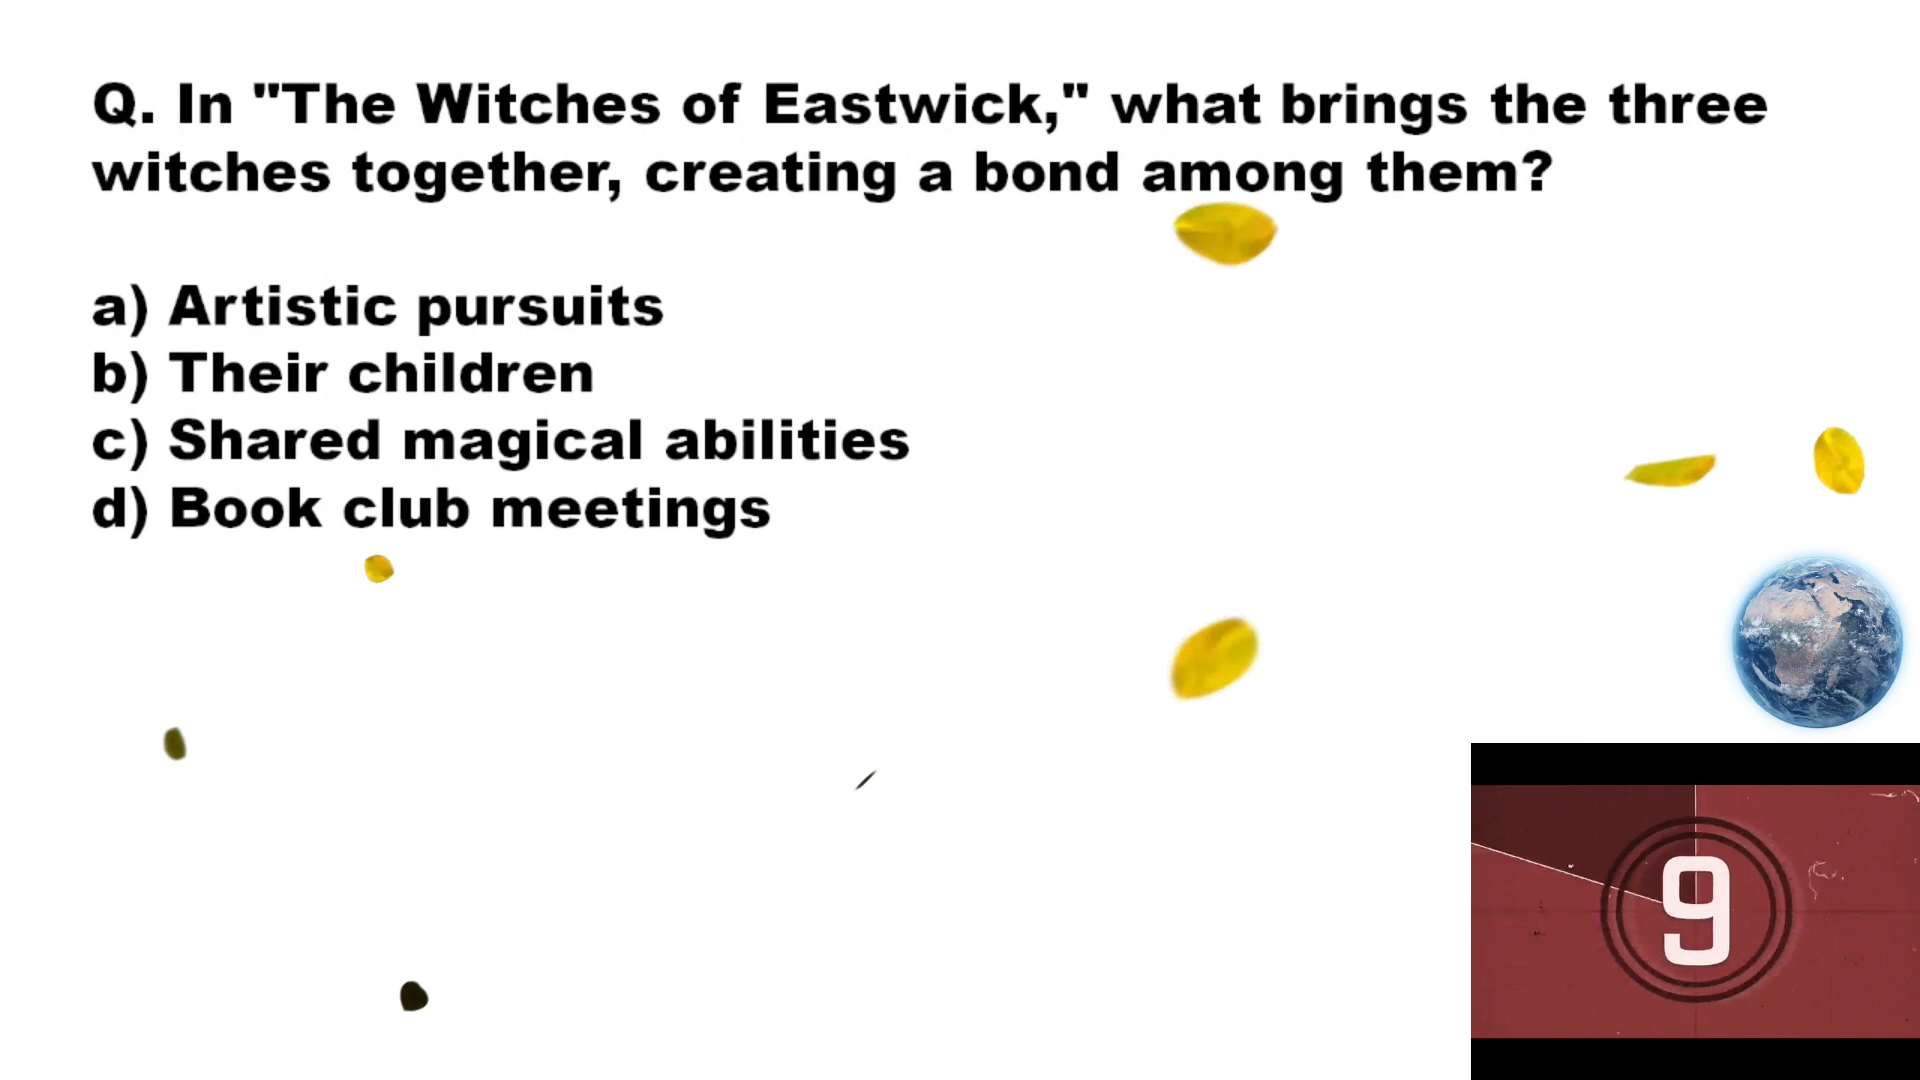 Q. In "The Witches of Eastwick," what brings the three
witches together, creating a bond among them?
a) Artistic pursuits
b) Their children
c) Shared magical abilities
d) Book club meetings
9